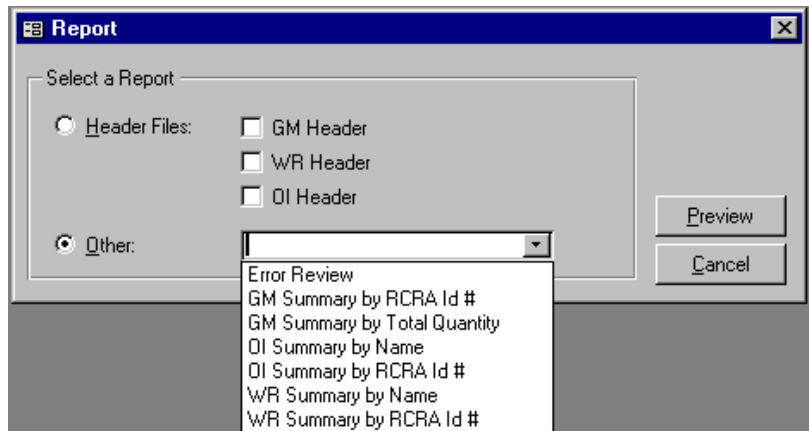 Report
Select a Report
Header Files:
GM Header
WR Header
OI Header
Other:
Preview
Cancel
Error Review
GM Summary by RCRA Id #
GM Summary by Total Quantity
OI Summary by Name
OI Summary by RCRA Id #
WR Summary by Name
WR Summary by RCRA Id #